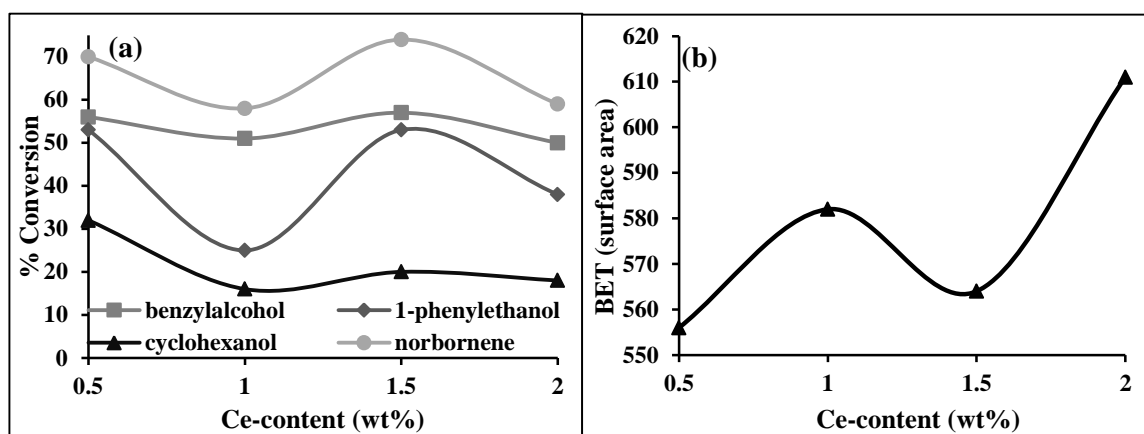 (a)
% Conversion
70
60
50
40
30
20
10
0
benzylalcohol
1-phenylethanol
cyclohexanol
norbornene
0.5
1
1.5
2
Ce-content (wt%)
(b)
BET (surface area)
620
610
600
590
580
570
560
550
0.5
1
1.5
2
Ce-content (wt%)